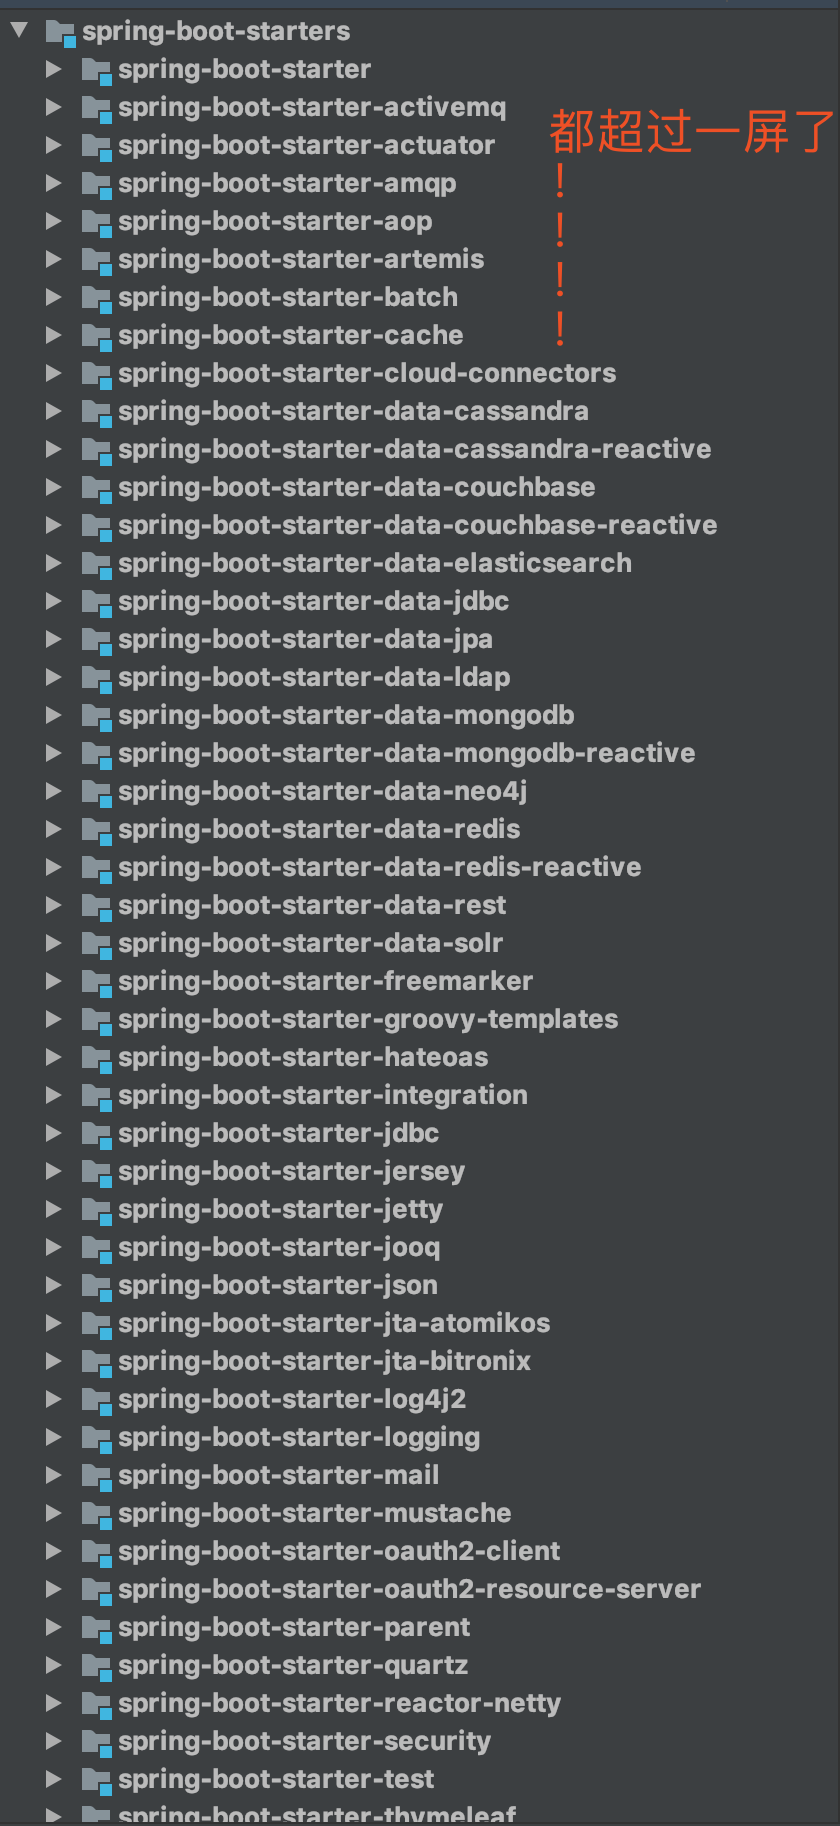 spring-boot-starters
spring-boot-starter
spring-boot-starter-activemq
spring-boot-starter-actuator
都超过一屏了
spring-boot-starter-amqp
！
spring-boot-starter-aop
！
spring-boot-starter-artemis
！
spring-boot-starter-batch
spring-boot-starter-cache
！
spring-boot-starter-cloud-connectors
spring-boot-starter-data-cassandra
spring-boot-starter-data-cassandra-reactive
spring-boot-starter-data-couchbase
spring-boot-starter-data-couchbase-reactive
spring-boot-starter-data-elasticsearch
spring-boot-starter-data-jdbc
spring-boot-starter-data-jpa
spring-boot-starter-data-ldap
spring-boot-starter-data-mongodb
spring-boot-starter-data-mongodb-reactive
spring-boot-starter-data-neo4j
spring-boot-starter-data-redis
spring-boot-starter-data-redis-reactive
spring-boot-starter-data-rest
spring-boot-starter-data-solr
spring-boot-starter-freemarker
spring-boot-starter-groovy-templates
spring-boot-starter-hateoas
spring-boot-starter-integration
spring-boot-starter-jdbc
spring-boot-starter-jersey
spring-boot-starter-jetty
spring-boot-starter-jooq
spring-boot-starter-json
spring-boot-starter-jta-atomikos
spring-boot-starter-jta-bitronix
spring-boot-starter-log4j2
spring-boot-starter-logging
spring-boot-starter-mail
spring-boot-starter-mustache
spring-boot-starter-oauth2-client
spring-boot-starter-oauth2-resource-server
spring-boot-starter-parent
spring-boot-starter-quartz
spring-boot-starter-reactor-netty
spring-boot-starter-security
spring-boot-starter-test
spring-boot-starter-thymeleaf